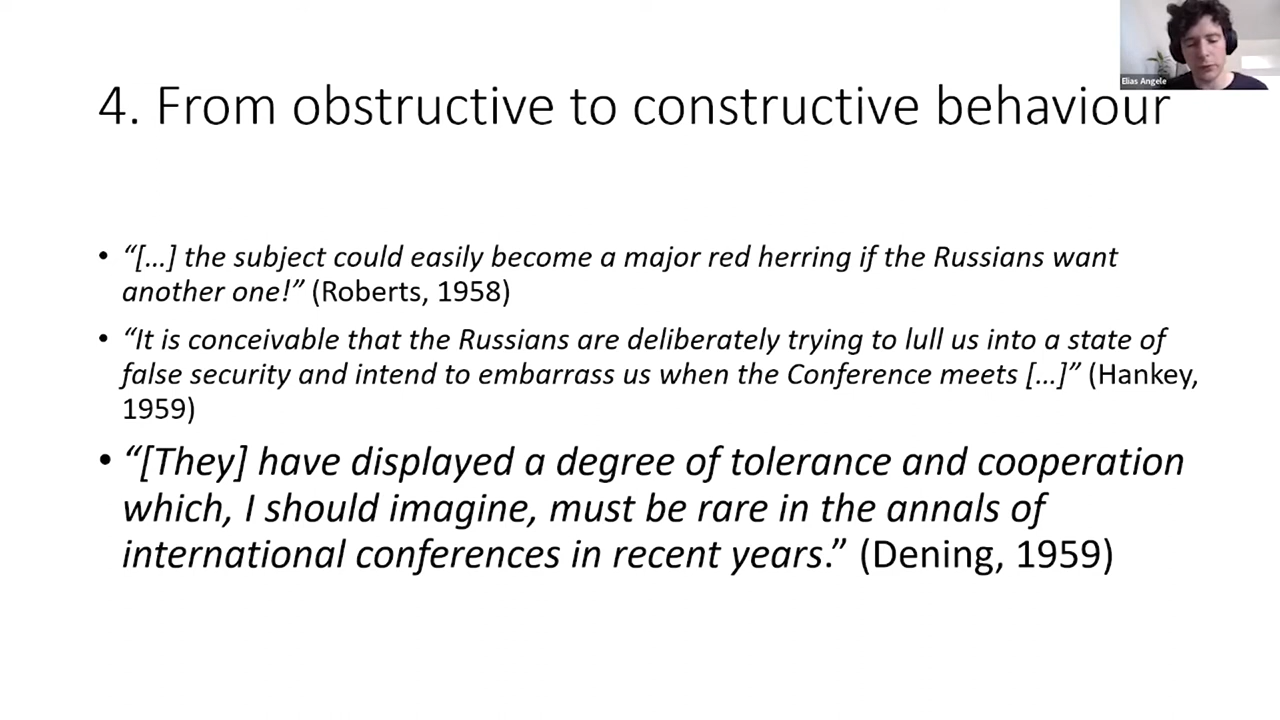 Elias Angele
4. From obstructive to constructive behaviour
• “[…] the subject could easily become a major red herring if the Russians want
another one!” (Roberts, 1958)
• “It is conceivable that the Russians are deliberately trying to lull us into a state of
false security and intend to embarrass us when the Conference meets […]” (Hankey,
1959)
• “[They] have displayed a degree of tolerance and cooperation
which, I should imagine, must be rare in the annals of
international conferences in recent years.” (Dening, 1959)